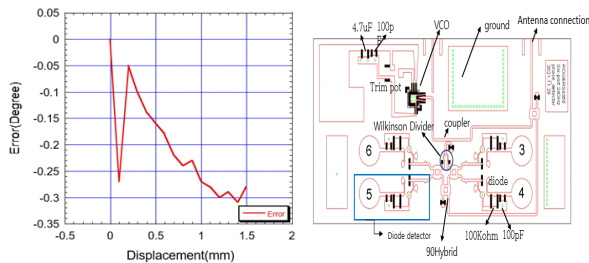 0.05
0
-0.05
-0.1
-0.15
-0.2
-0.25
-0.3
-0.35
Error(Degree)
-0.5 0 0.5 1 1.5 2
Displacement(mm)
Error
4.7uF 100p
F
VCO
ground
Antenna connection
Trim pot
Wilkinson Divider
coupler
6
3
5
diode
4
Diode detector
90Hybrid
100Kohm 100pF